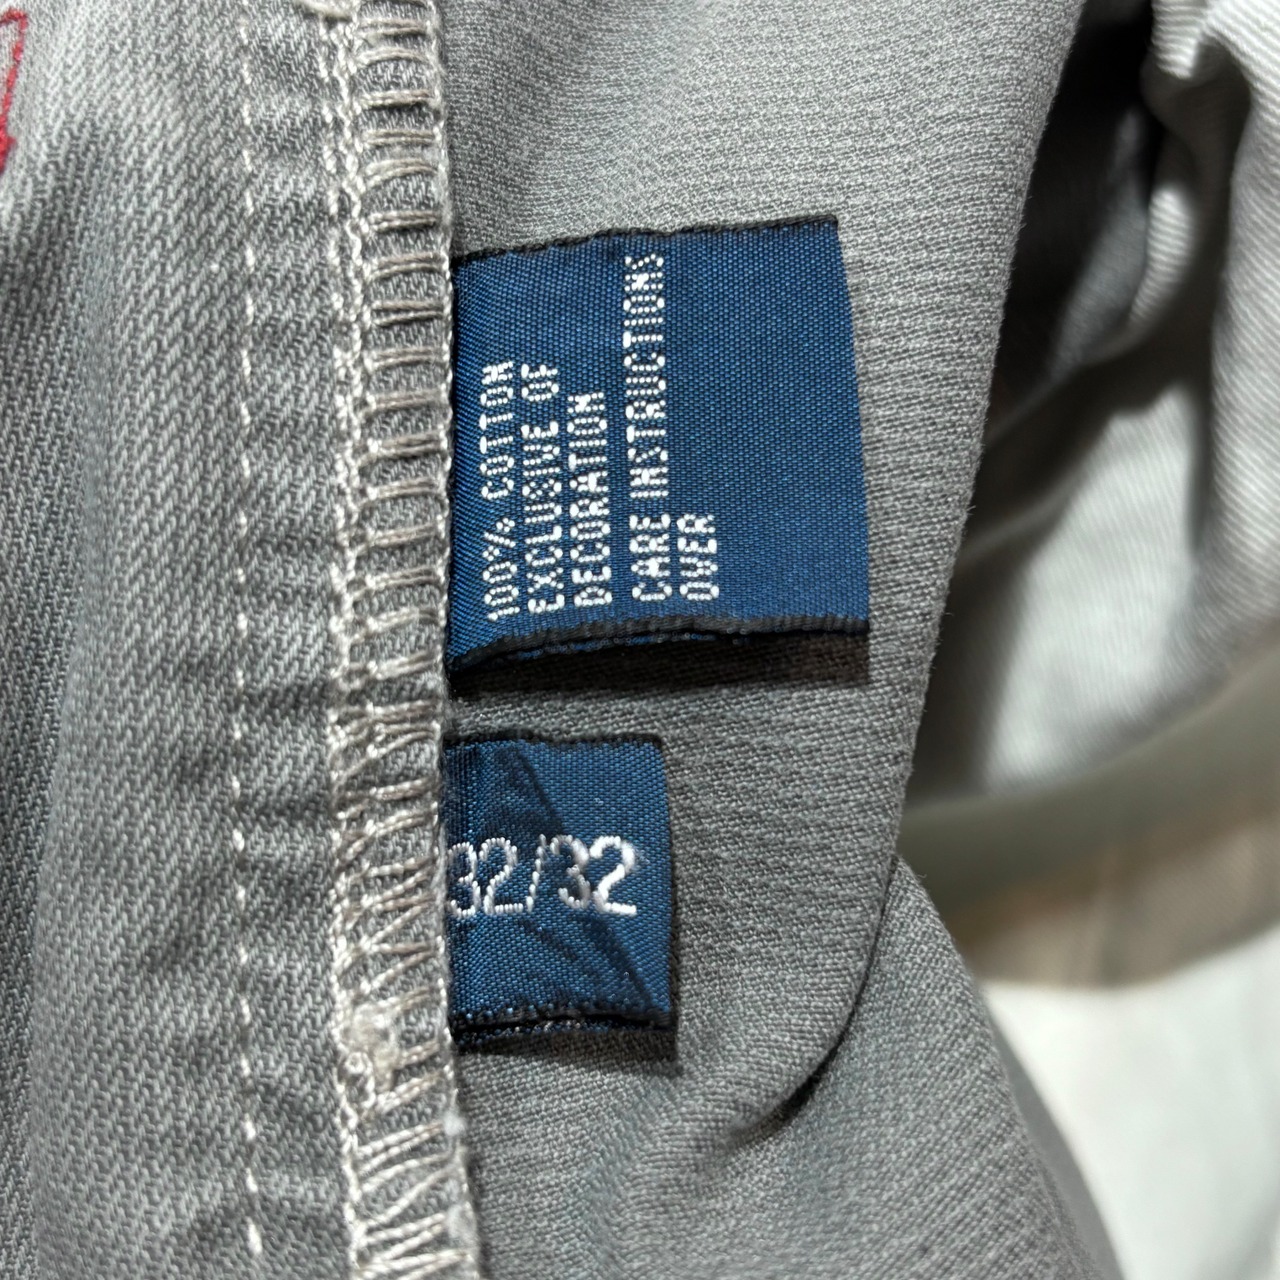 100% COTTON
EXCLUSIVE OF
DECORATION
CARE INSTRUCTIONS
OVER
32/32